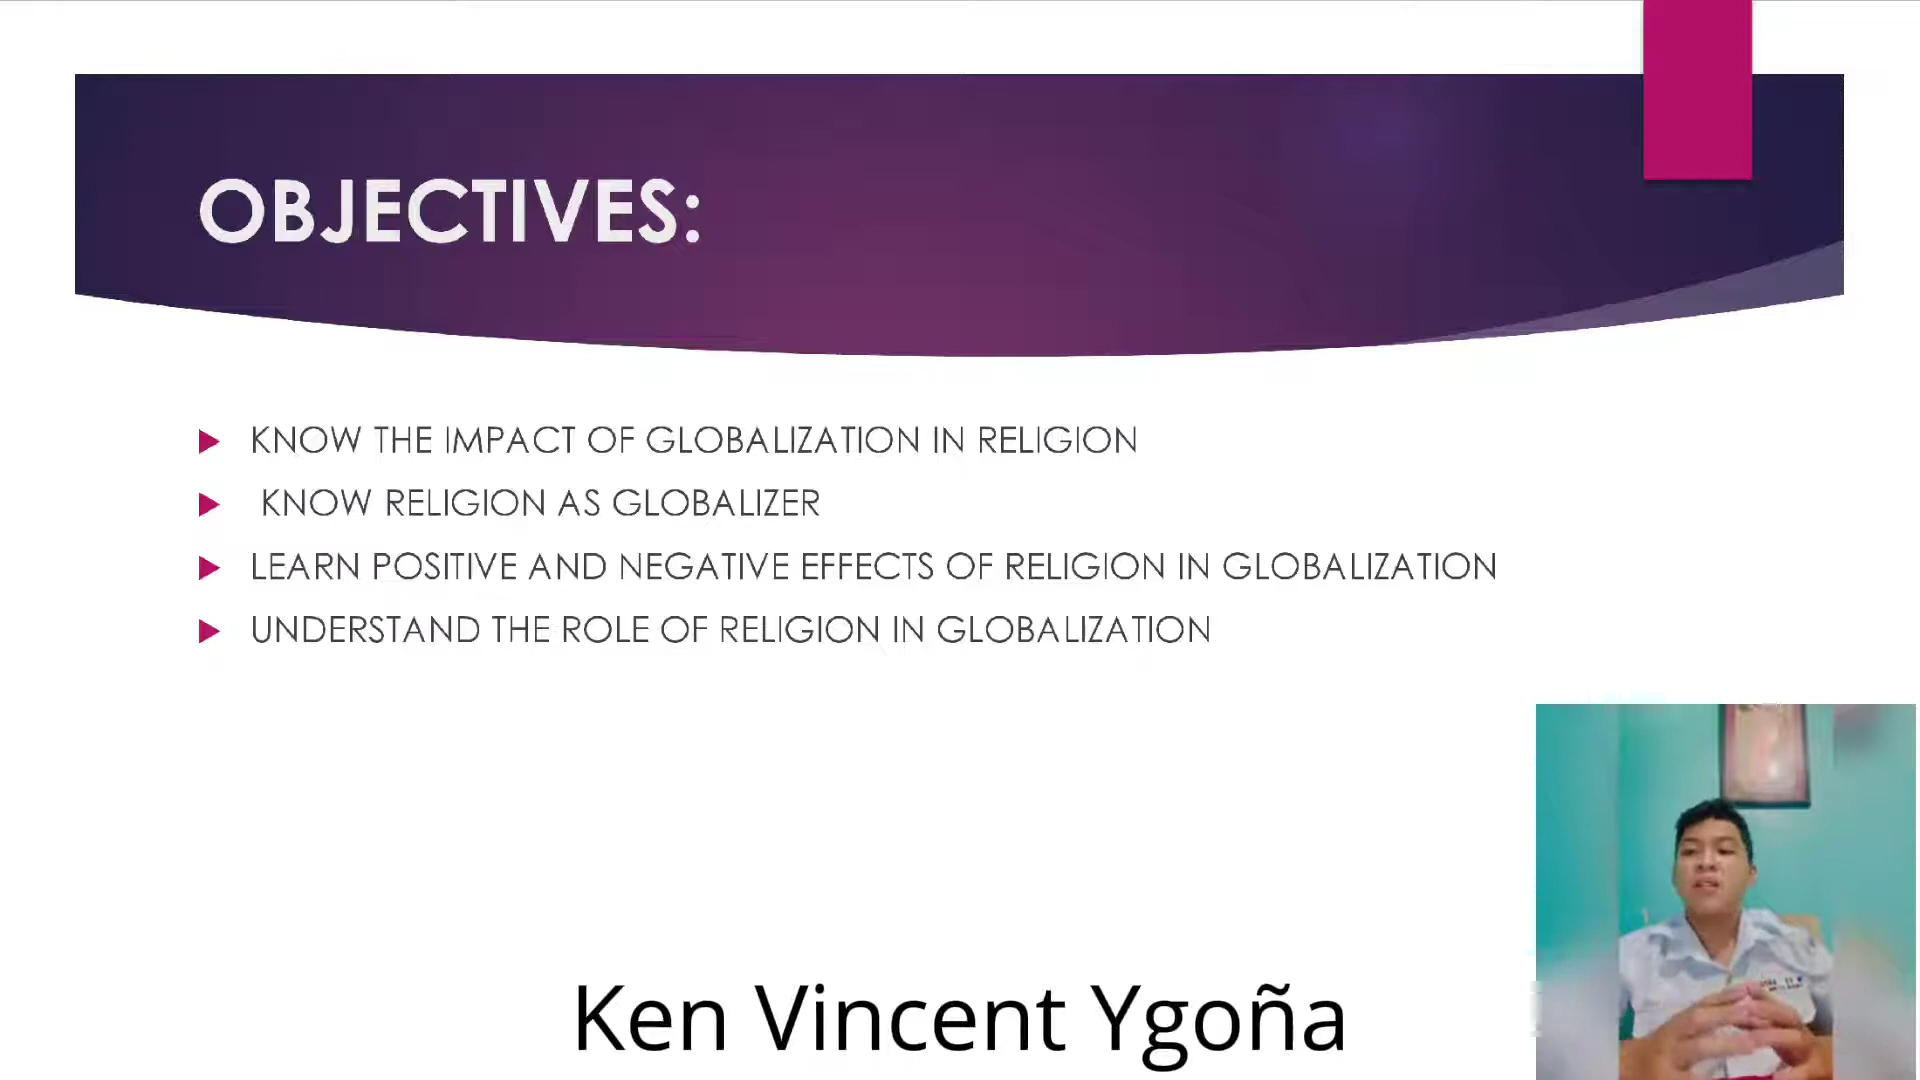 OBJECTIVES:
KNOW THE IMPACT OF GLOBALIZATION IN RELIGION
KNOW RELIGION AS GLOBALIZER
LEARN POSITIVE AND NEGATIVE EFFECTS OF RELIGION IN GLOBALIZATION
UNDERSTAND THE ROLE OF RELIGION IN GLOBALIZATION
Ken Vincent Ygoña